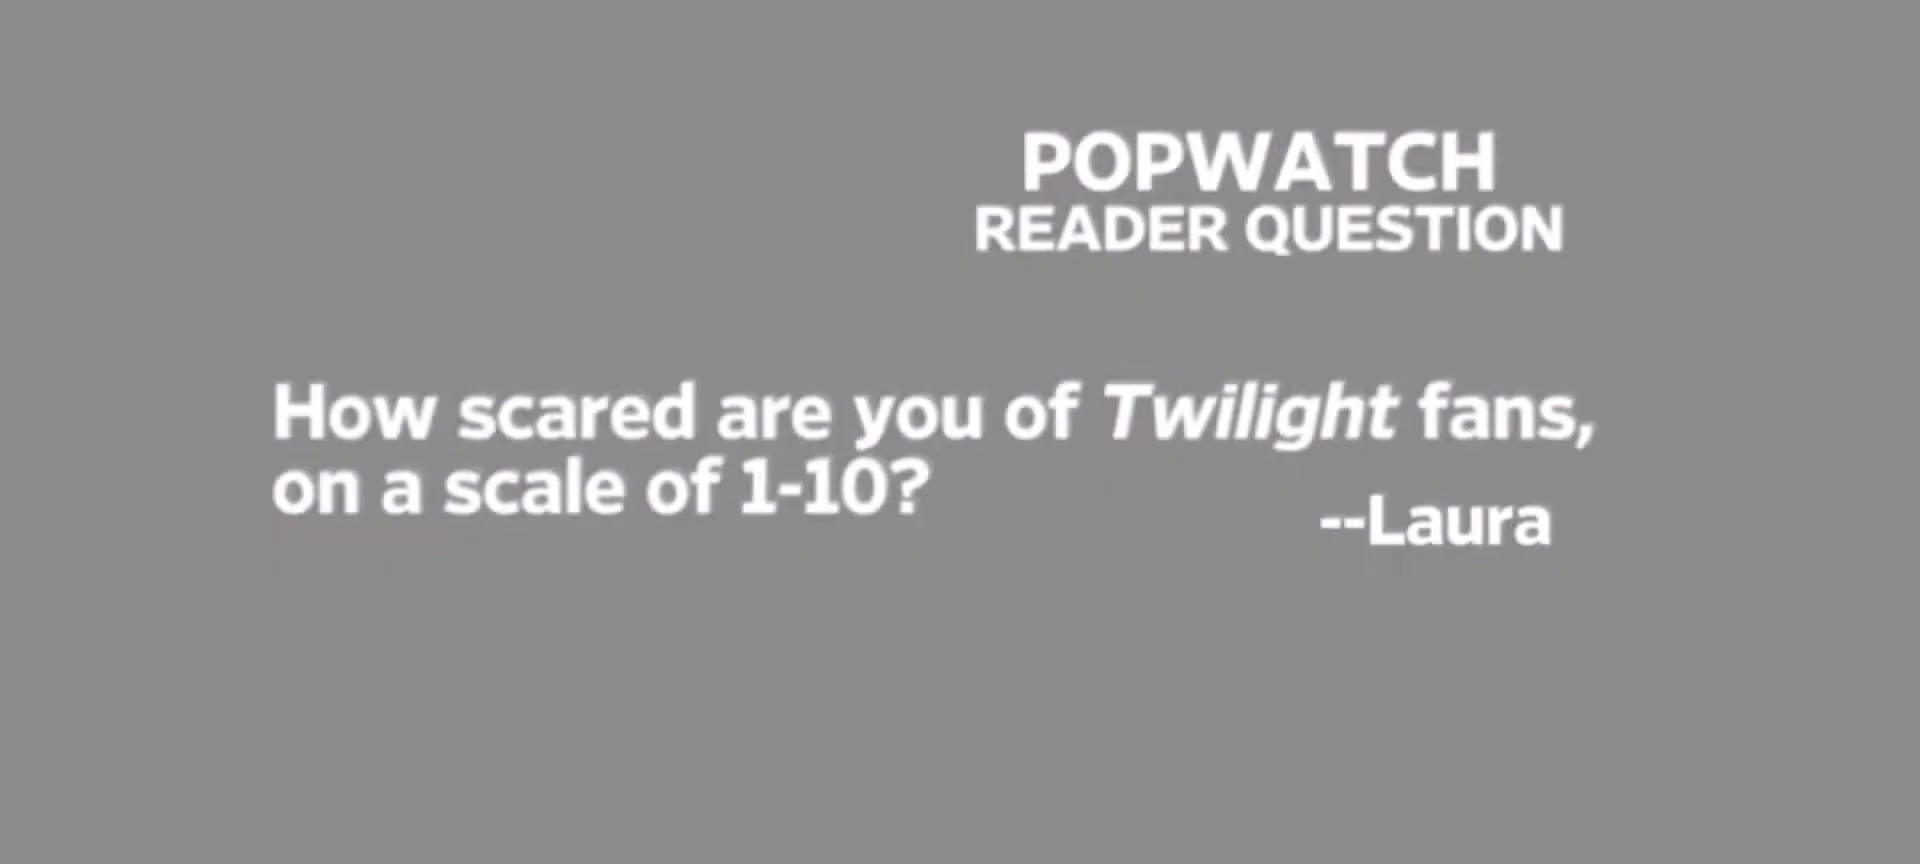 POPWATCH
READER QUESTION
How scared are you of Twilight fans,
on a scale of 1-10?
--Laura